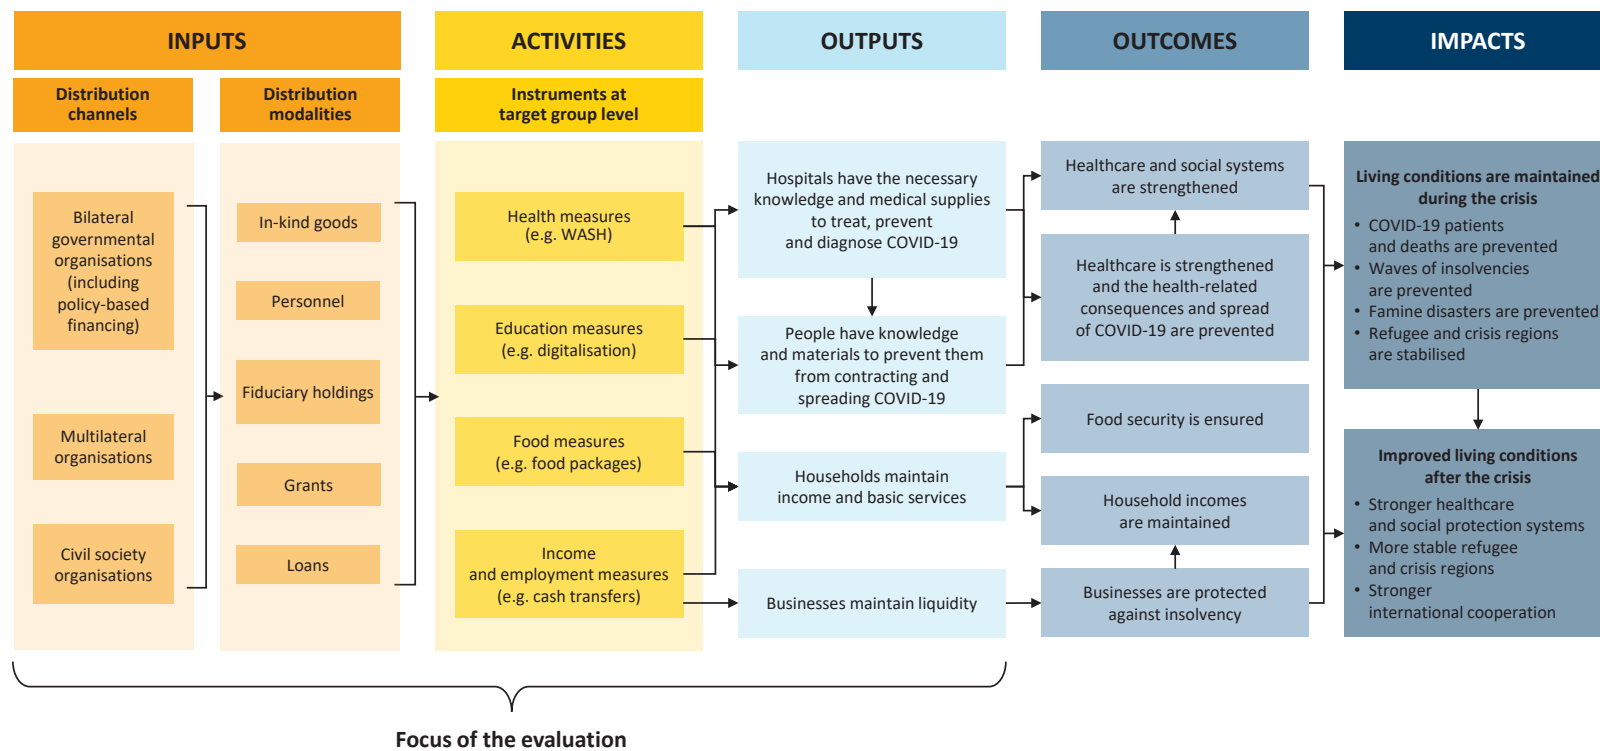 INPUTS
Distribution
channels
Distribution
modalities
Bilateral
governmental
organisations
(including
policy-based
financing)
Multilateral
organisations
Civil society
organisations
In-kind goods
Personnel
Fiduciary holdings
Grants
Loans
ACTIVITIES
Instruments at
target group level
Health measures
(e.g. WASH)
Education measures
(e.g. digitalisation)
Food measures
(e.g. food packages)
Income
and employment measures
(e.g. cash transfers)
OUTPUTS
Hospitals have the necessary
knowledge and medical supplies
to treat, prevent
and diagnose COVID-19
People have knowledge
and materials to prevent them
from contracting and
spreading COVID-19
Households maintain
income and basic services
Businesses maintain liquidity
OUTCOMES
Healthcare and social systems
are strengthened
Healthcare is strengthened
and the health-related
consequences and spread
of COVID-19 are prevented
Food security is ensured
Household incomes
are maintained
Businesses are protected
against insolvency
IMPACTS
Living conditions are maintained
during the crisis
• COVID-19 patients
and deaths are prevented
• Waves of insolvencies
are prevented
• Famine disasters are prevented
• Refugee and crisis regions
are stabilised
Improved living conditions
after the crisis
• Stronger healthcare
and social protection systems
• More stable refugee
and crisis regions
• Stronger
international cooperation
Focus of the evaluation